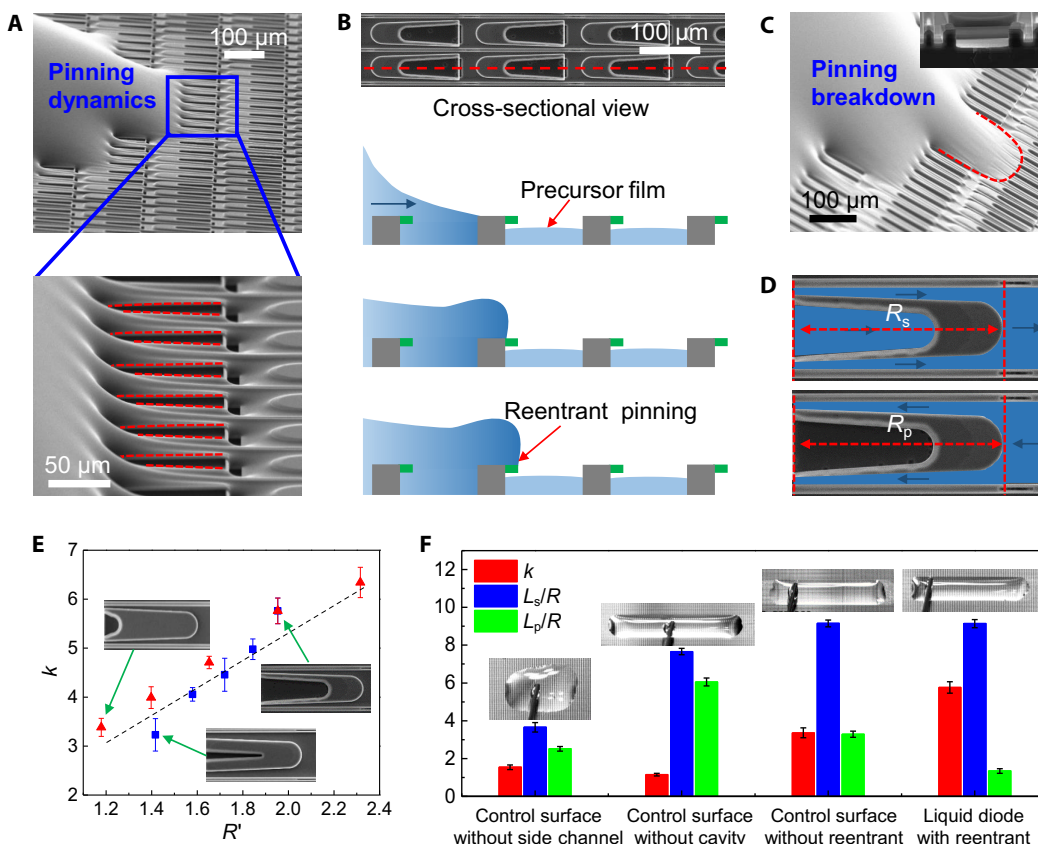 A
100 µm
Pinning
dynamics
50 µm
B
100 µm
Cross-sectional view
Precursor film
Reentrant pinning
C
Pinning
breakdown
100 µm
D
Rs
Rp
E
7
6
5
4
3
2
k
1.2 1.4 1.6 1.8 2.0 2.2 2.4
R'
F
12
10
8
6
4
2
0
k
Ls/R
Lp/R
Control surface
without side channel
Control surface
without cavity
Control surface
without reentrant
Liquid diode
with reentrant